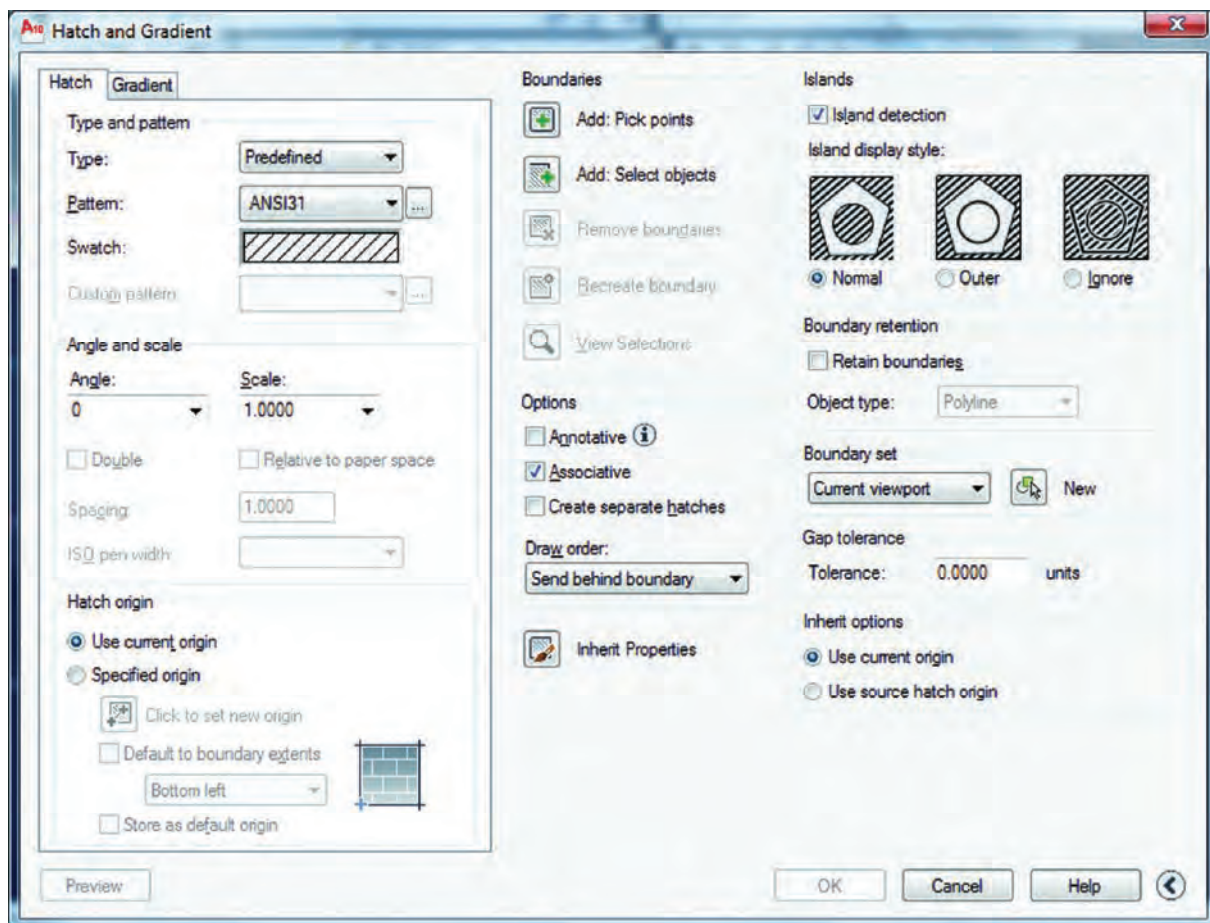 A10 Hatch and Gradient
Hatch Gradient
Type and pattern
Type: Predefined
Pattern: ANSI31 ...
Swatch:
Custom pattern: ...
Angle and scale
Angle: Scale:
0 1.0000
Double Relative to paper space
Spacing: 1.0000
ISO pen width:
Hatch origin
Use current origin
Specified origin
Click to set new origin
Default to boundary extents
Bottom left
Store as default origin
Preview
Boundaries
Add: Pick points
Add: Select objects
Remove boundaries
Recreate boundary
View Selections
Options
Annotative
Associative
Create separate hatches
Draw order:
Send behind boundary
Inherit Properties
Islands
Island detection
Island display style:
Normal Outer Ignore
Boundary retention
Retain boundaries
Object type: Polyline
Boundary set
Current viewport New
Gap tolerance
Tolerance: 0.0000 units
Inherit options
Use current origin
Use source hatch origin
OK Cancel Help